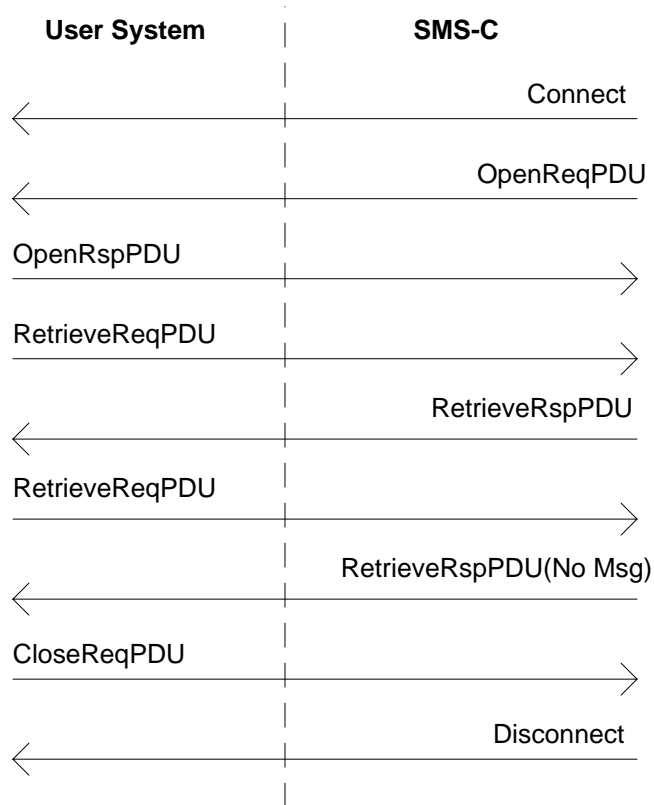 User System
SMS-C
Connect
OpenReqPDU
OpenRspPDU
RetrieveReqPDU
RetrieveRspPDU
RetrieveReqPDU
RetrieveRspPDU(No Msg)
CloseReqPDU
Disconnect